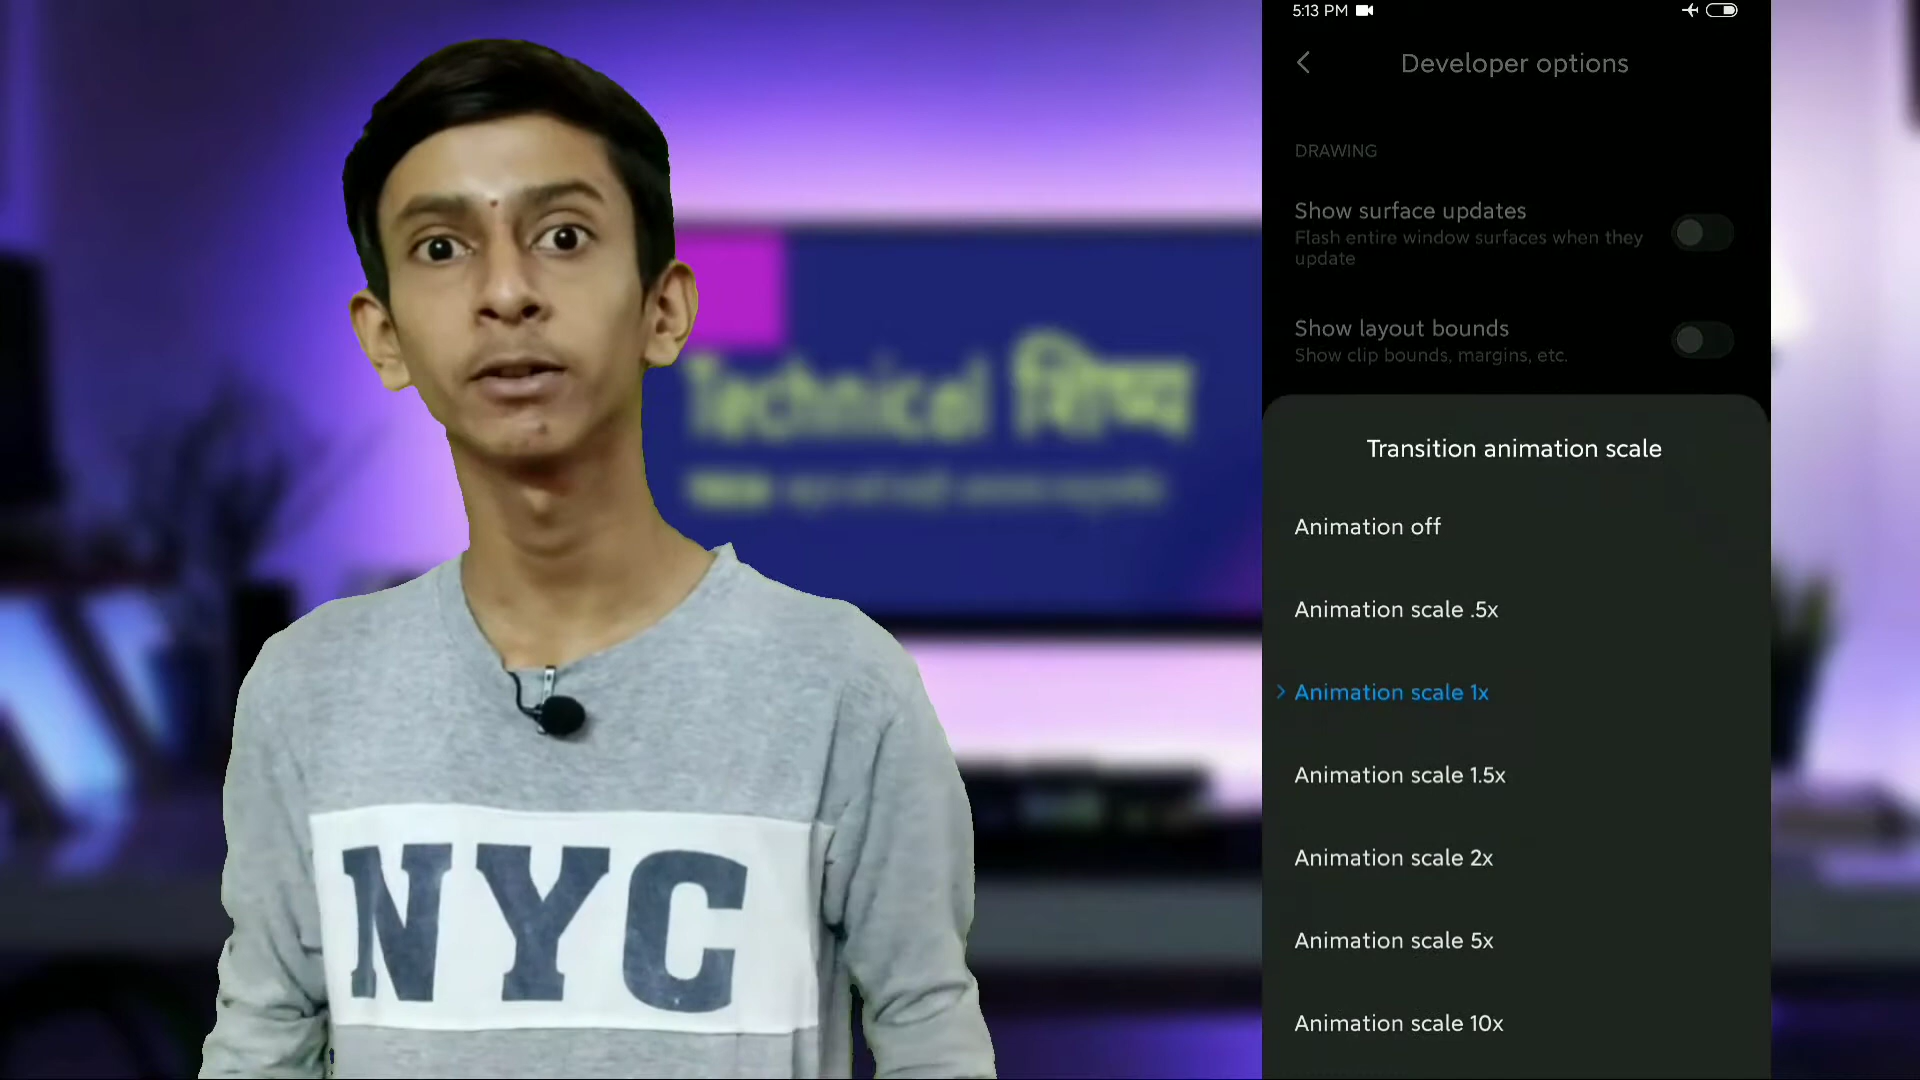 5:13 PM
Developer options
DRAWING
Show surface updates
Flash entire window surfaces when they
update
Show layout bounds
Show clip bounds, margins, etc.
Transition animation scale
Animation off
Animation scale .5x
Animation scale 1x
Animation scale 1.5x
Animation scale 2x
Animation scale 5x
Animation scale 10x
Technical शिष्य
NYC